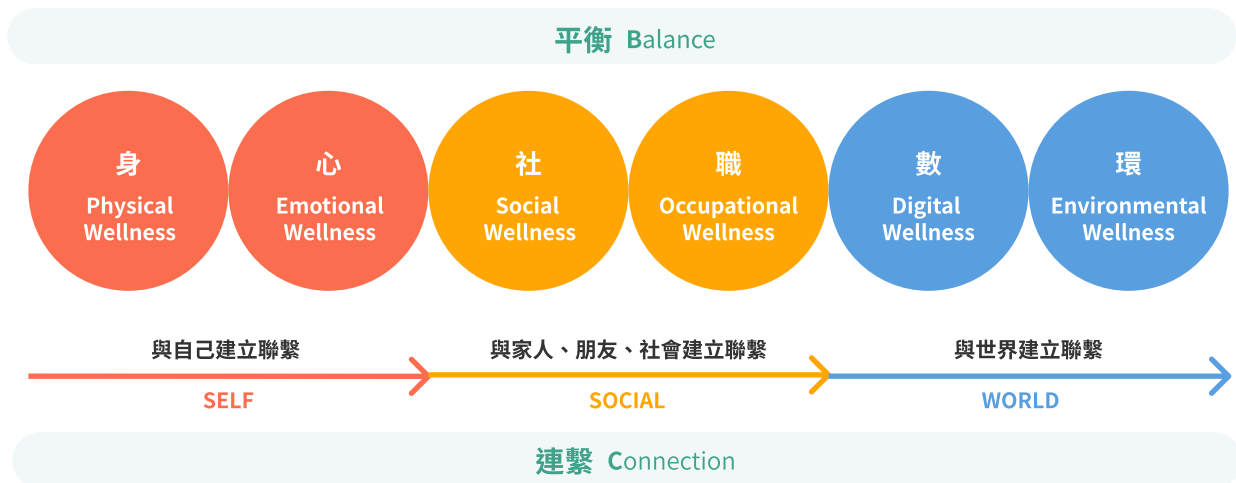 平衡 Balance
身
Physical
Wellness
心
Emotional
Wellness
社
Social
Wellness
職
Occupational
Wellness
數
Digital
Wellness
環
Environmental
Wellness
與自己建立聯繫
SELF
與家人、朋友、社會建立聯繫
SOCIAL
與世界建立聯繫
WORLD
連繫 Connection